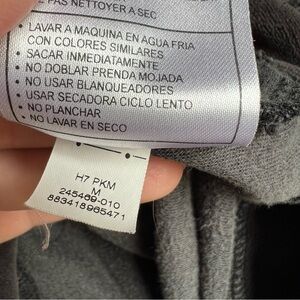 PAS NETTOYER A SEC
• LAVAR A MAQUINA EN AGUA FRIA
CON COLORES SIMILARES
• SACAR INMEDIATAMENTE
• NO DOBLAR PRENDA MOJADA
• NO USAR BLANQUEADORES
• USAR SECADORA CICLO LENTO
• NO PLANCHAR
• NO LAVAR EN SECO
H7 PKM
M
245469-010
883418965471